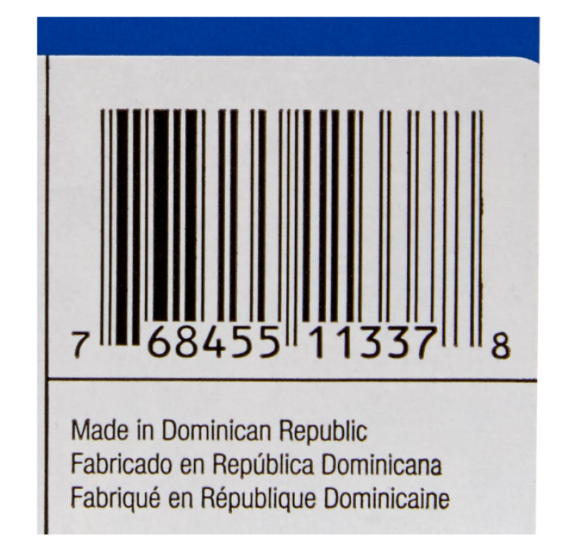 7 68455 11337 8
Made in Dominican Republic
Fabricado en República Dominicana
Fabriqué en République Dominicaine